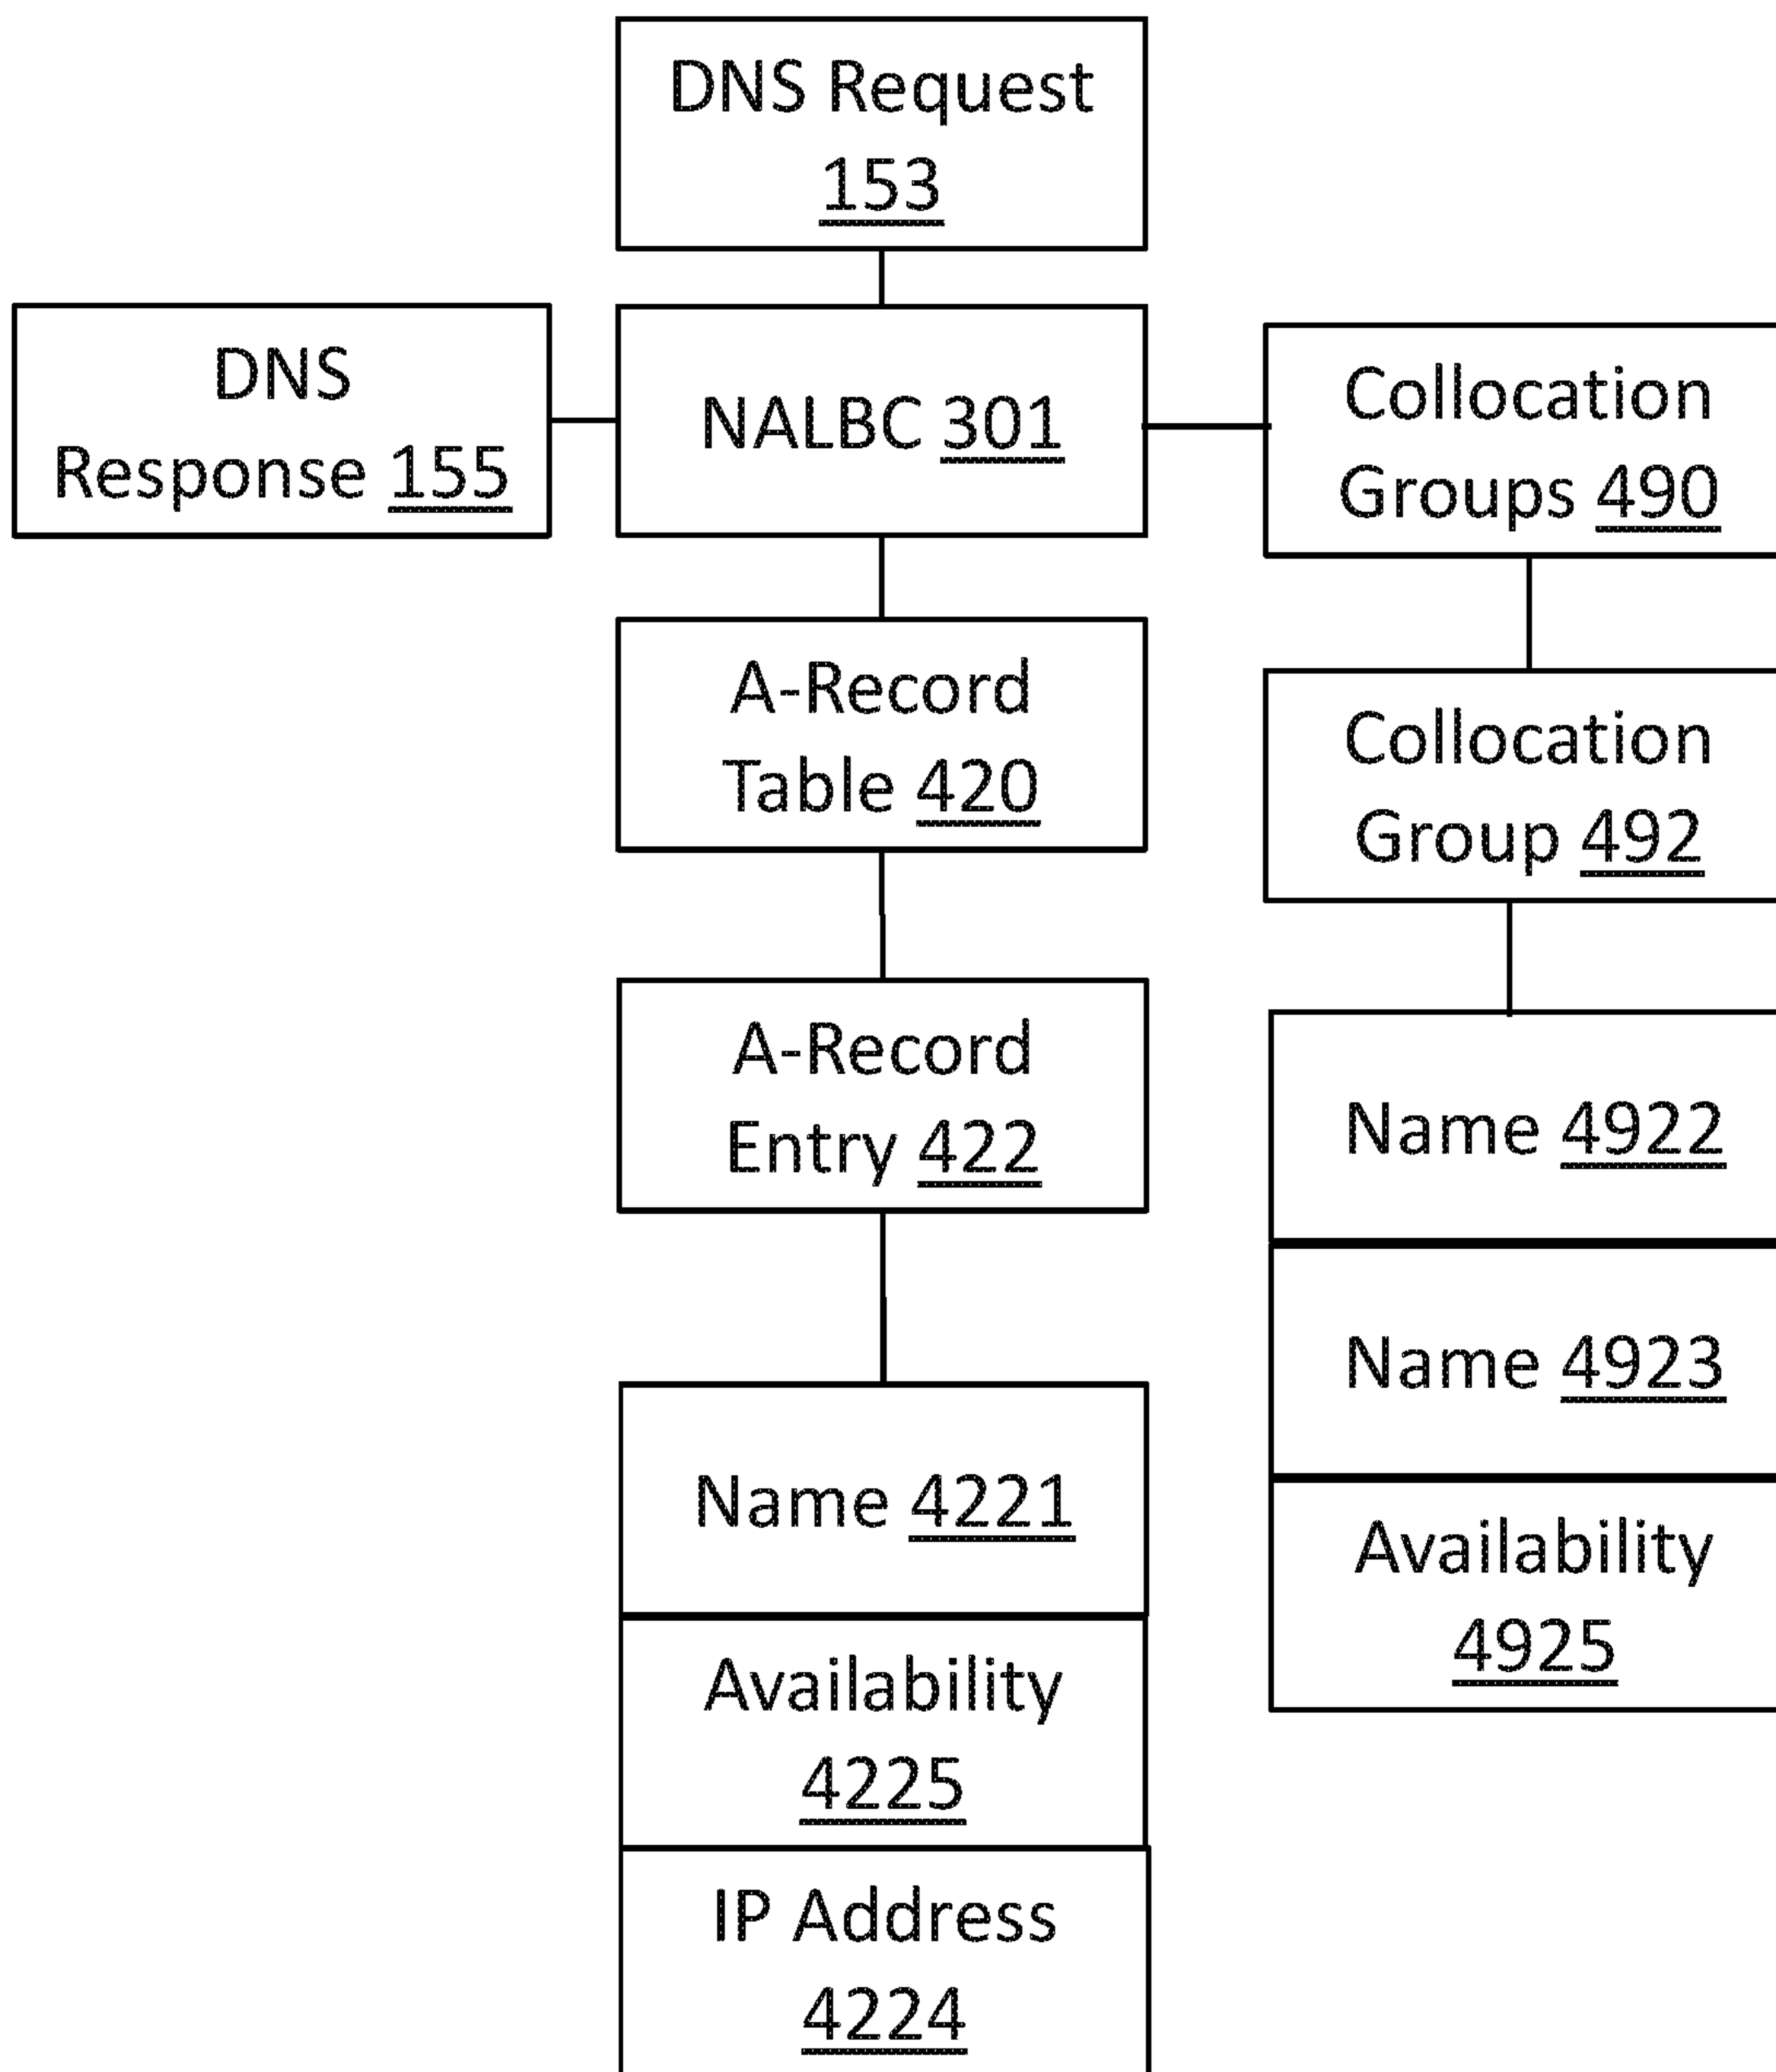 DNS Request
153
DNS
Response 155
NALBC 301
Collocation
Groups 490
A-Record
Table 420
Collocation
Group 492
A-Record
Entry 422
Name 4922
Name 4923
Availability
4925
Name 4221
Availability
4225
IP Address
4224